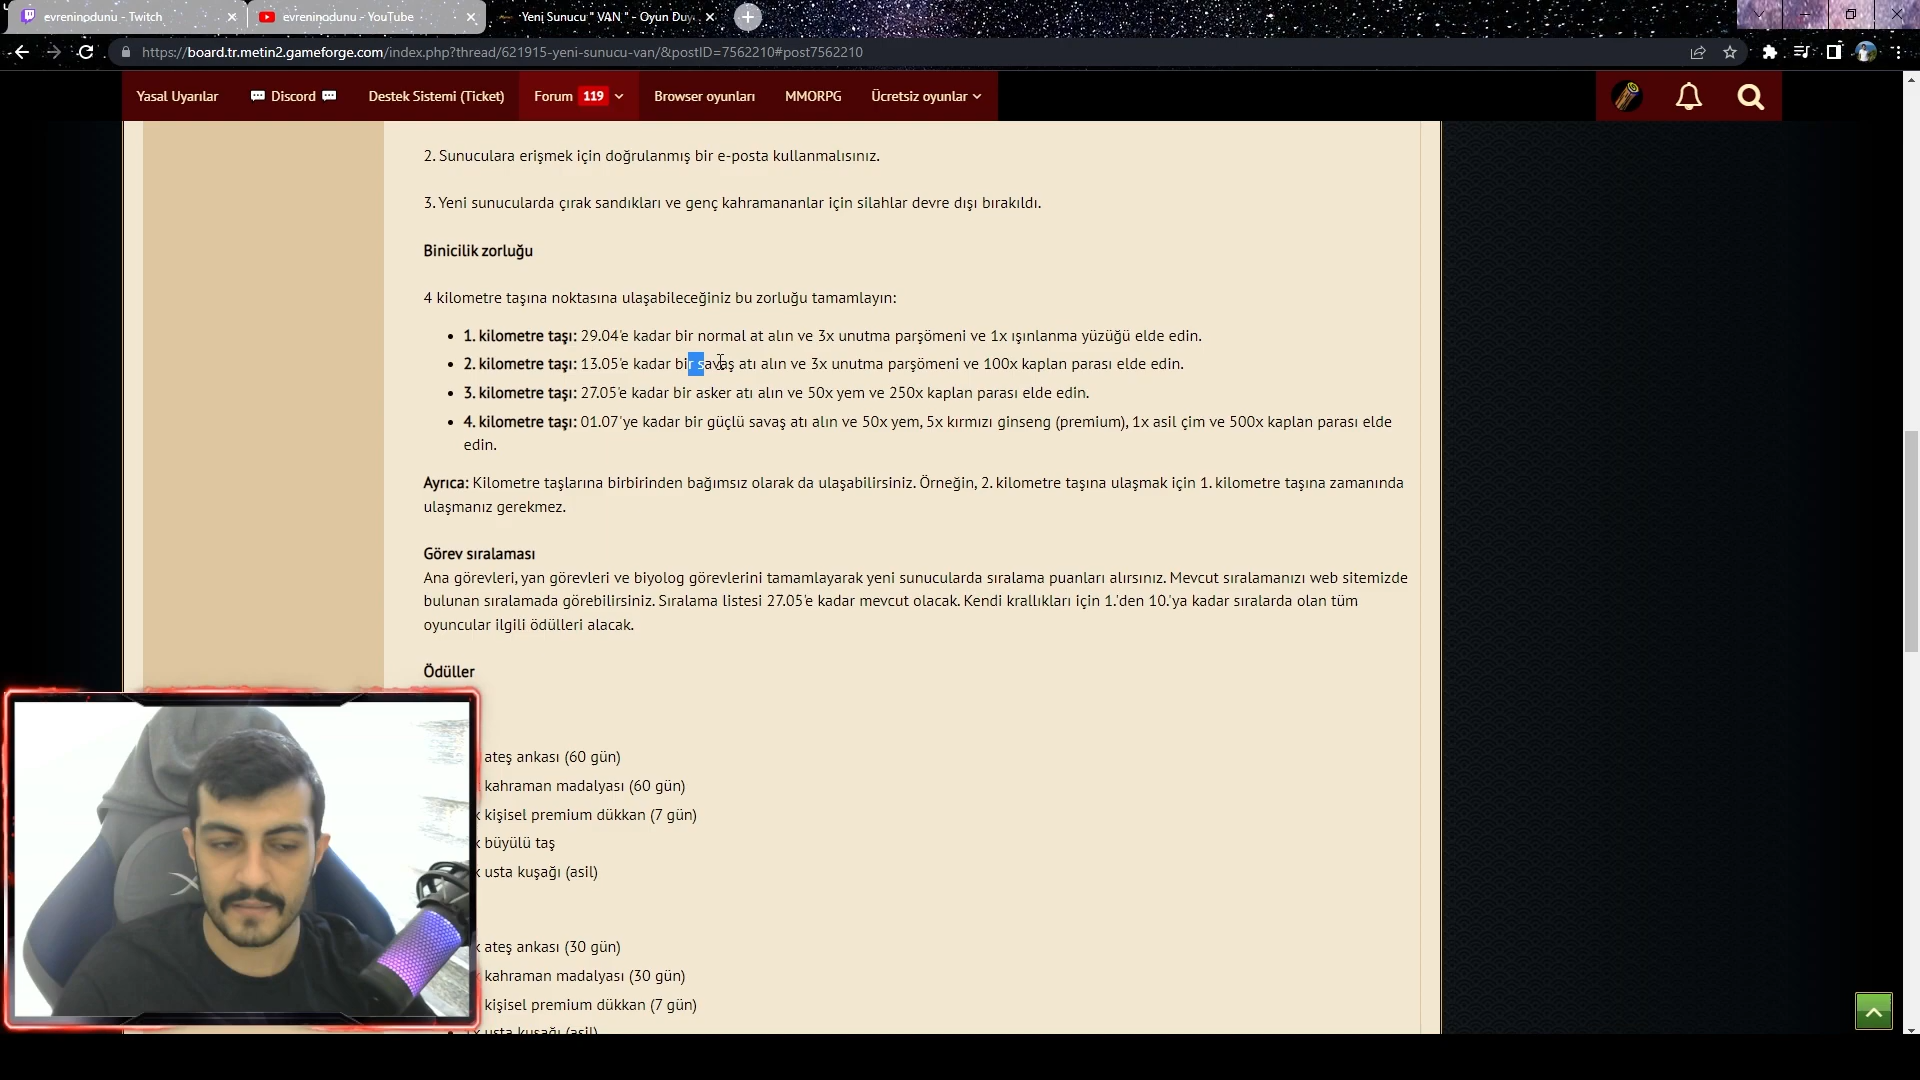 evreninodunu - Twitch
evreninodunu - YouTube
Yeni Sunucu " VAN " - Oyun Duy
https://board.tr.metin2.gameforge.com/index.php?thread/621915-yeni-sunucu-van/&postID=7562210#post7562210
Yasal Uyarılar
Discord
Destek Sistemi (Ticket)
Forum 119
Browser oyunları
MMORPG
Ücretsiz oyunlar
2. Sunuculara erişmek için doğrulanmış bir e-posta kullanmalısınız.
3. Yeni sunucularda çırak sandıkları ve genç kahramananlar için silahlar devre dışı bırakıldı.
Binicilik zorluğu
4 kilometre taşına noktasına ulaşabileceğiniz bu zorluğu tamamlayın:
• 1. kilometre taşı: 29.04'e kadar bir normal at alın ve 3x unutma parşömeni ve 1x ışınlanma yüzüğü elde edin.
• 2. kilometre taşı: 13.05'e kadar bir savaş atı alın ve 3x unutma parşömeni ve 100x kaplan parası elde edin.
• 3. kilometre taşı: 27.05'e kadar bir asker atı alın ve 50x yem ve 250x kaplan parası elde edin.
• 4. kilometre taşı: 01.07'ye kadar bir güçlü savaş atı alın ve 50x yem, 5x kırmızı ginseng (premium), 1x asil çim ve 500x kaplan parası elde
edin.
Ayrıca: Kilometre taşlarına birbirinden bağımsız olarak da ulaşabilirsiniz. Örneğin, 2. kilometre taşına ulaşmak için 1. kilometre taşına zamanında
ulaşmanız gerekmez.
Görev sıralaması
Ana görevleri, yan görevleri ve biyolog görevlerini tamamlayarak yeni sunucularda sıralama puanları alırsınız. Mevcut sıralamanızı web sitemizde
bulunan sıralamada görebilirsiniz. Sıralama listesi 27.05'e kadar mevcut olacak. Kendi krallıkları için 1.'den 10.'ya kadar sıralarda olan tüm
oyuncular ilgili ödülleri alacak.
Ödüller
ateş ankası (60 gün)
kahraman madalyası (60 gün)
kişisel premium dükkan (7 gün)
x büyülü taş
x usta kuşağı (asil)
x ateş ankası (30 gün)
x kahraman madalyası (30 gün)
kişisel premium dükkan (7 gün)
• 1x usta kuşağı (asil)